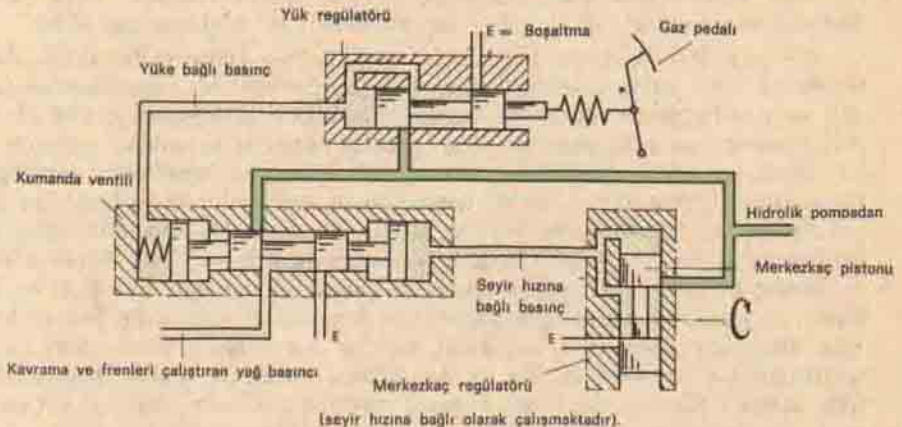 Yük regülatörü
E = Boşaltma
Gaz pedalı
Yüke bağlı basınç
Kumanda ventili
Hidrolik pompadan
Merkezkaç pistonu
Seyir hızına
bağlı basınç
E
E
Kavrama ve frenleri çalıştıran yağ basıncı
Merkezkaç regülatörü
(seyir hızına bağlı olarak çalışmaktadır).